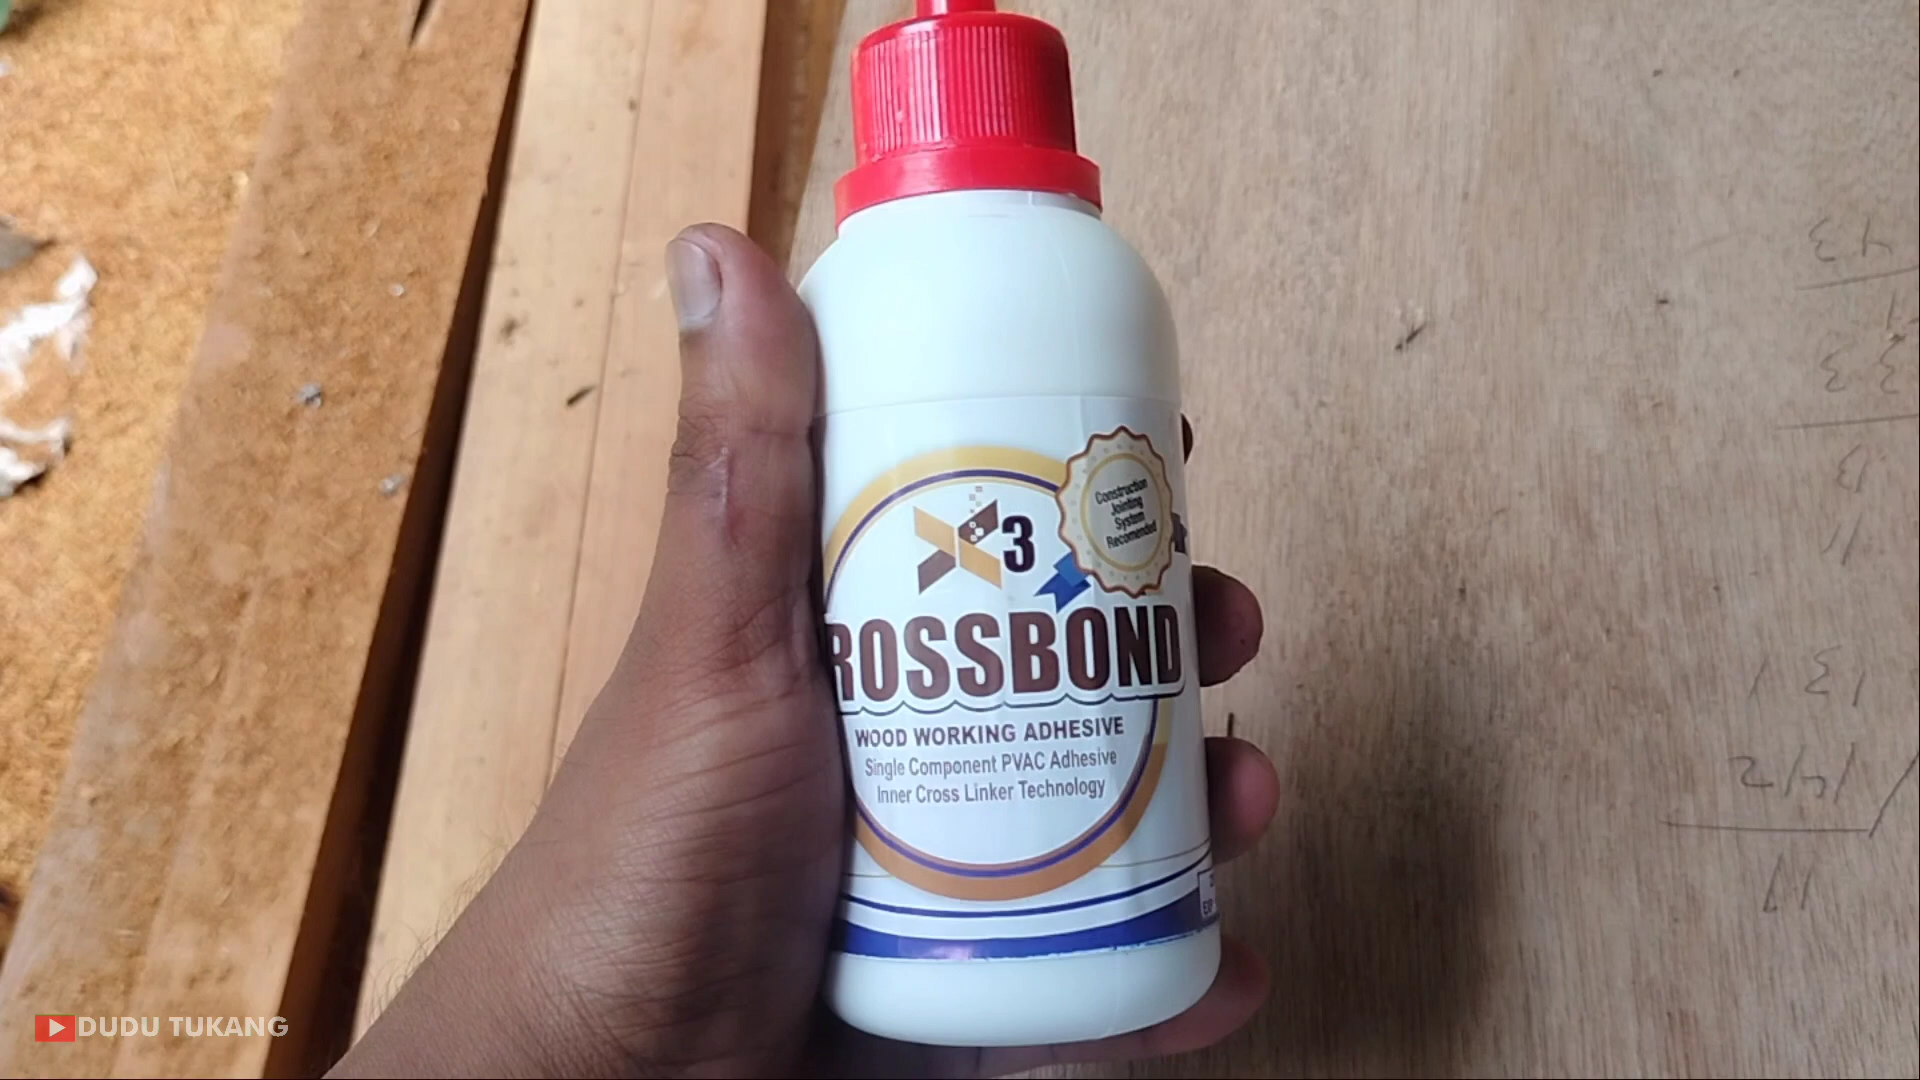 X3
Construction
Jointing
System
Recomended
ROSSBOND
WOOD WORKING ADHESIVE
Single Component PVAC Adhesive
Inner Cross Linker Technology
EXP
DUDU TUKANG